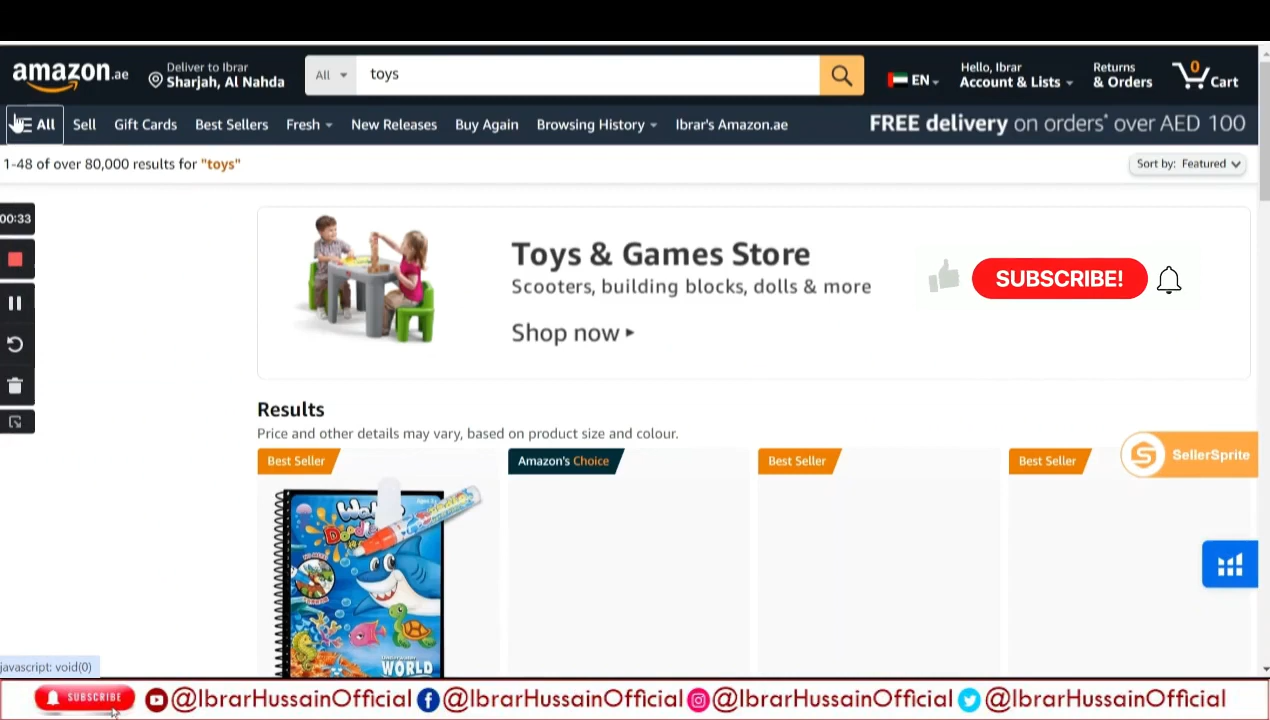 amazon.ae
Deliver to Ibrar
Sharjah, Al Nahda
All
toys
EN
Hello, Ibrar
Account & Lists
Returns
& Orders
0
Cart
All
Sell
Gift Cards
Best Sellers
Fresh
New Releases
Buy Again
Browsing History
Ibrar's Amazon.ae
FREE delivery on orders* over AED 100
1-48 of over 80,000 results for "toys"
Sort by: Featured
00:33
Toys & Games Store
Scooters, building blocks, dolls & more
Shop now
SUBSCRIBE!
Results
Price and other details may vary, based on product size and colour.
Best Seller
Amazon's Choice
Best Seller
Best Seller
SellerSprite
Water
Doodle
WORLD
javascript: void(0)
SUBSCRIBE
@IbrarHussainOfficial
@IbrarHussainOfficial
@IbrarHussainOfficial
@IbrarHussainOfficial